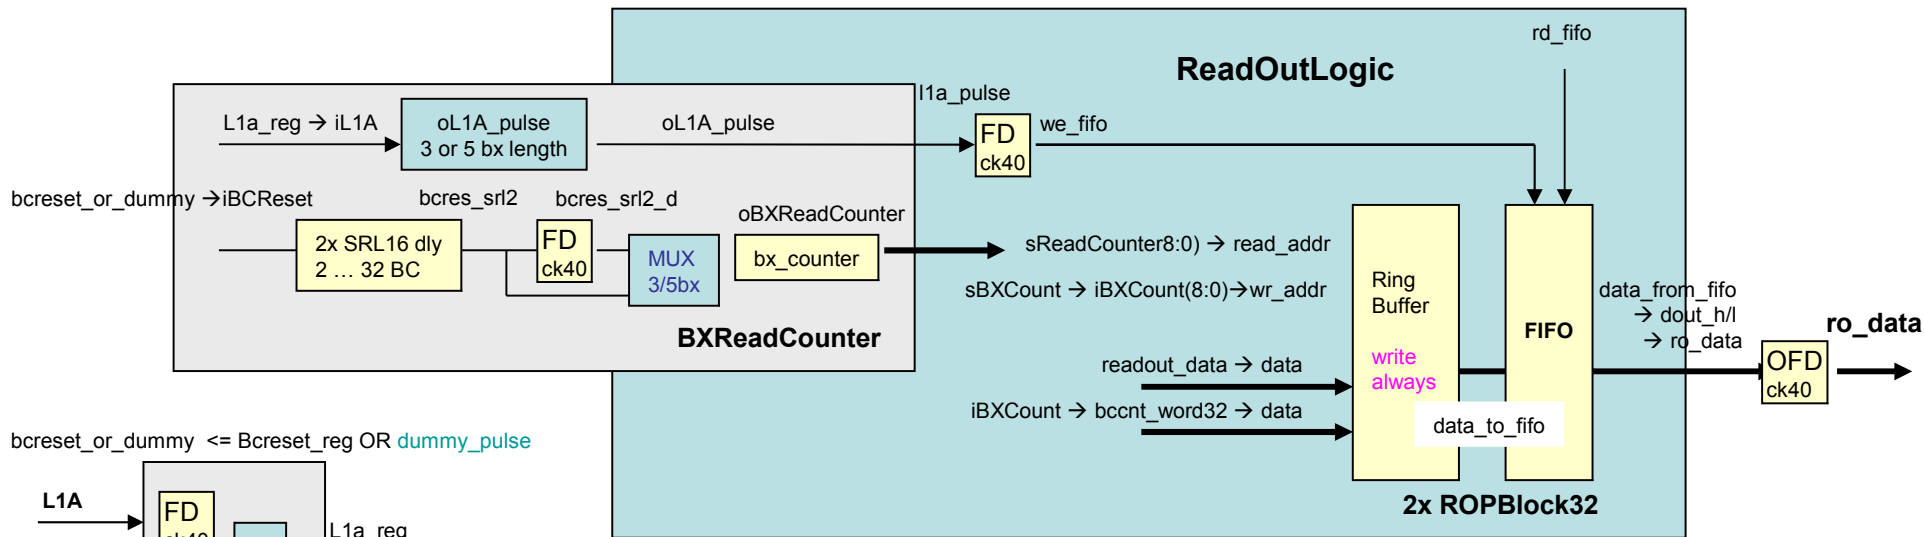 rd_fifo
ReadOutLogic
l1a_pulse
L1a_reg → iL1A
oL1A_pulse
3 or 5 bx length
oL1A_pulse
FD
ck40
we_fifo
bcreset_or_dummy →iBCReset
bcres_srl2
bcres_srl2_d
oBXReadCounter
2x SRL16 dly
2 … 32 BC
FD
ck40
MUX
3/5bx
bx_counter
sReadCounter8:0) → read_addr
sBXCount → iBXCount(8:0)→wr_addr
Ring
Buffer
write
always
FIFO
data_from_fifo
→ dout_h/l
→ ro_data
ro_data
BXReadCounter
readout_data → data
OFD
ck40
iBXCount → bccnt_word32 → data
data_to_fifo
bcreset_or_dummy <= Bcreset_reg OR dummy_pulse
2x ROPBlock32
L1A
FD
ck40
L1a_reg